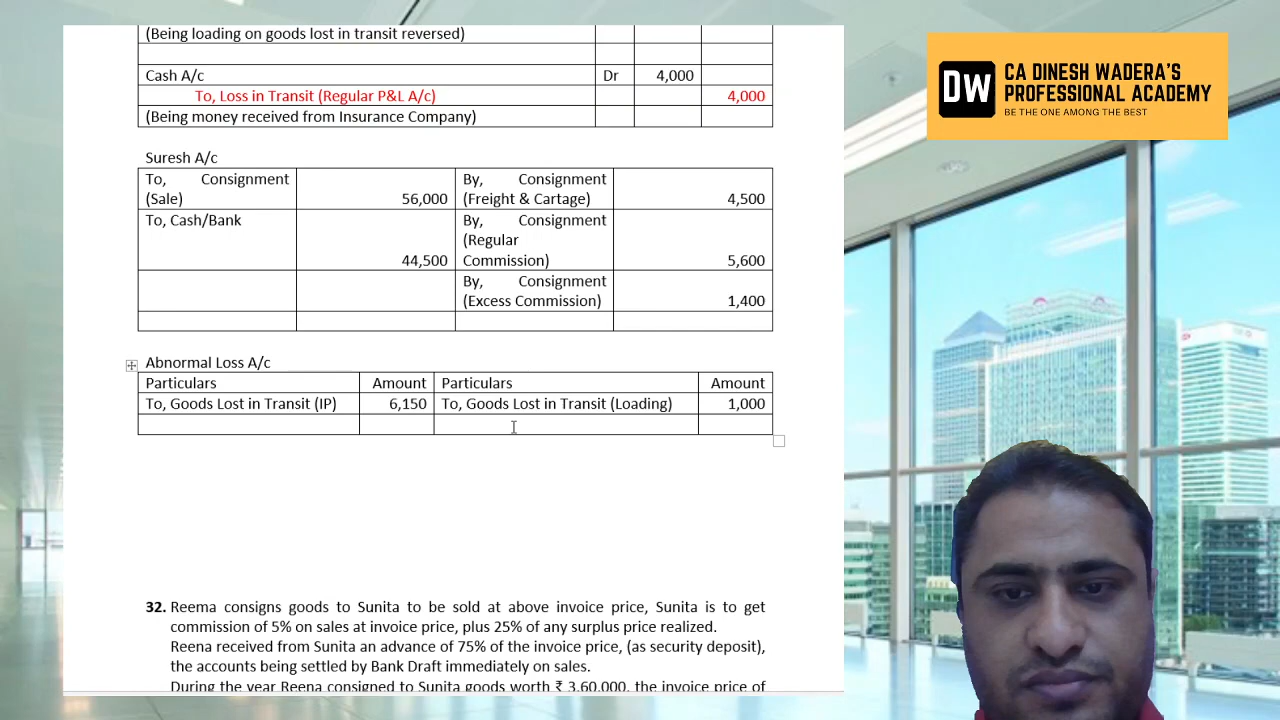 (Being loading on goods lost in transit reversed)
Cash A/c Dr 4,000
To, Loss in Transit (Regular P&L A/c) 4,000
(Being money received from Insurance Company)
Suresh A/c
To, Consignment (Sale) 56,000 By, Consignment (Freight & Cartage) 4,500
To, Cash/Bank 44,500 By, Consignment (Regular Commission) 5,600
By, Consignment (Excess Commission) 1,400
Abnormal Loss A/c
Particulars Amount Particulars Amount
To, Goods Lost in Transit (IP) 6,150 To, Goods Lost in Transit (Loading) 1,000
32. Reema consigns goods to Sunita to be sold at above invoice price, Sunita is to get
commission of 5% on sales at invoice price, plus 25% of any surplus price realized.
Reena received from Sunita an advance of 75% of the invoice price, (as security deposit),
the accounts being settled by Bank Draft immediately on sales.
During the year Reena consigned to Sunita goods worth ₹ 3,60,000, the invoice price of
DW
CA DINESH WADERA'S
PROFESSIONAL ACADEMY
BE THE ONE AMONG THE BEST